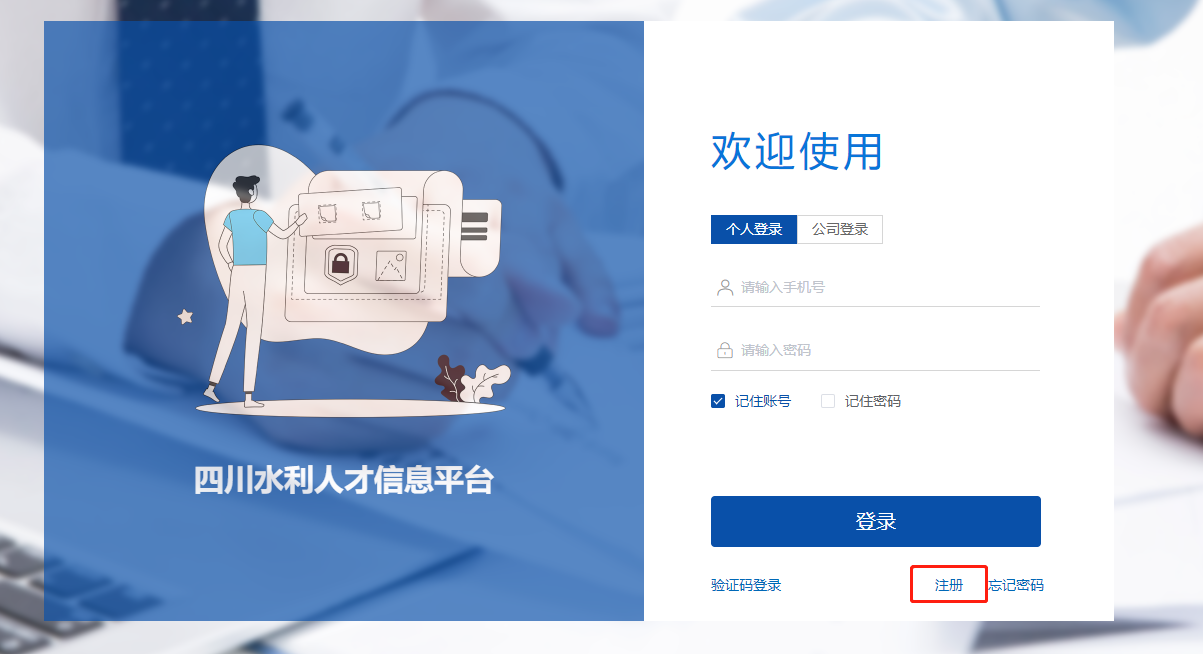 四川水利人才信息平台
欢迎使用
个人登录 公司登录
请输入手机号
请输入密码
记住账号 记住密码
登录
验证码登录 注册 忘记密码